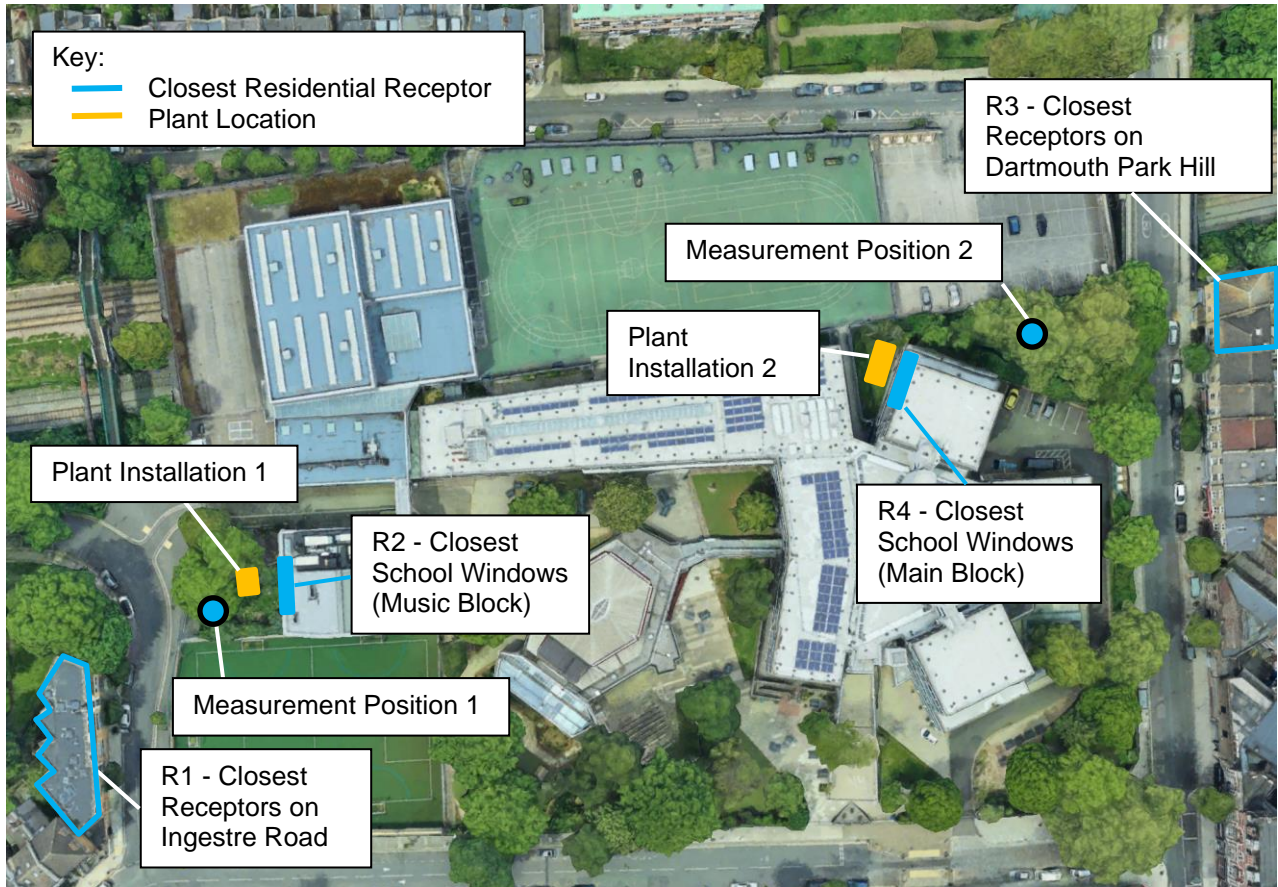 Key:
Closest Residential Receptor
Plant Location
R3 - Closest
Receptors on
Dartmouth Park Hill
Measurement Position 2
Plant
Installation 2
Plant Installation 1
R2 - Closest
School Windows
(Music Block)
R4 - Closest
School Windows
(Main Block)
Measurement Position 1
R1 - Closest
Receptors on
Ingestre Road